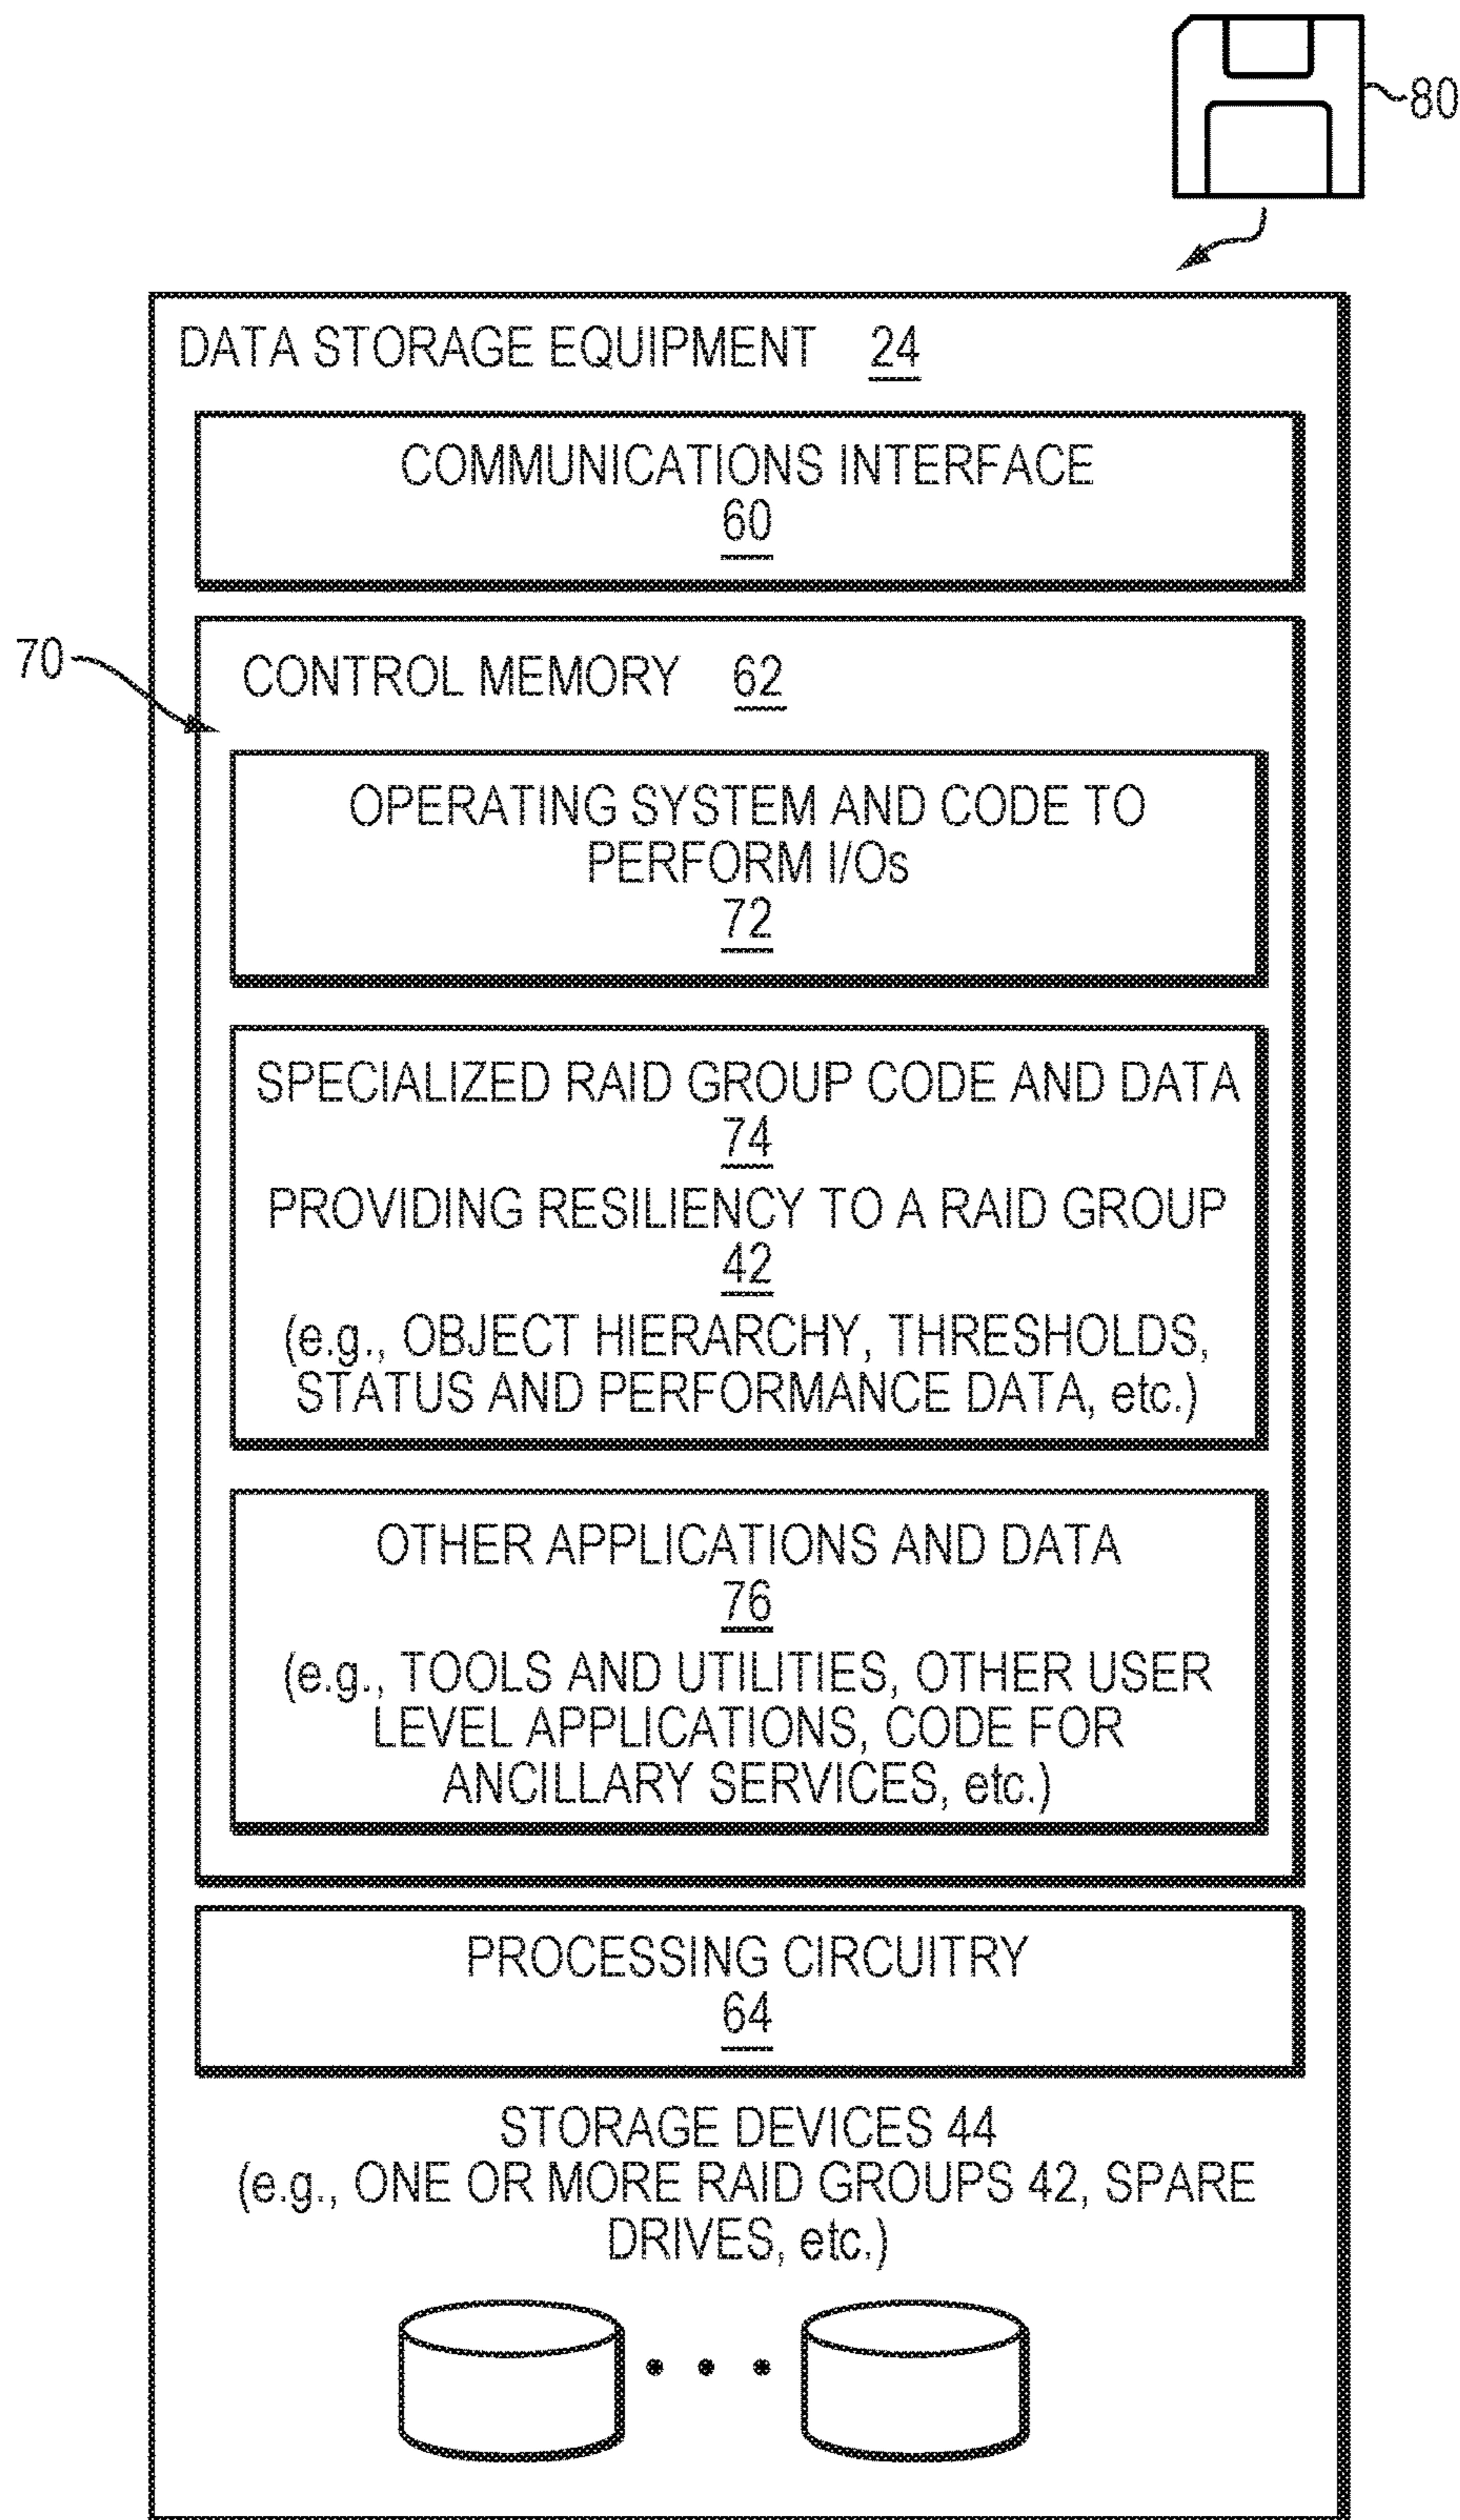 80
DATA STORAGE EQUIPMENT 24
COMMUNICATIONS INTERFACE
60
70
CONTROL MEMORY 62
OPERATING SYSTEM AND CODE TO
PERFORM I/Os
72
SPECIALIZED RAID GROUP CODE AND DATA
74
PROVIDING RESILIENCY TO A RAID GROUP
42
(e.g., OBJECT HIERARCHY, THRESHOLDS,
STATUS AND PERFORMANCE DATA, etc.)
OTHER APPLICATIONS AND DATA
76
(e.g., TOOLS AND UTILITIES, OTHER USER
LEVEL APPLICATIONS, CODE FOR
ANCILLARY SERVICES, etc.)
PROCESSING CIRCUITRY
64
STORAGE DEVICES 44
(e.g., ONE OR MORE RAID GROUPS 42, SPARE
DRIVES, etc.)